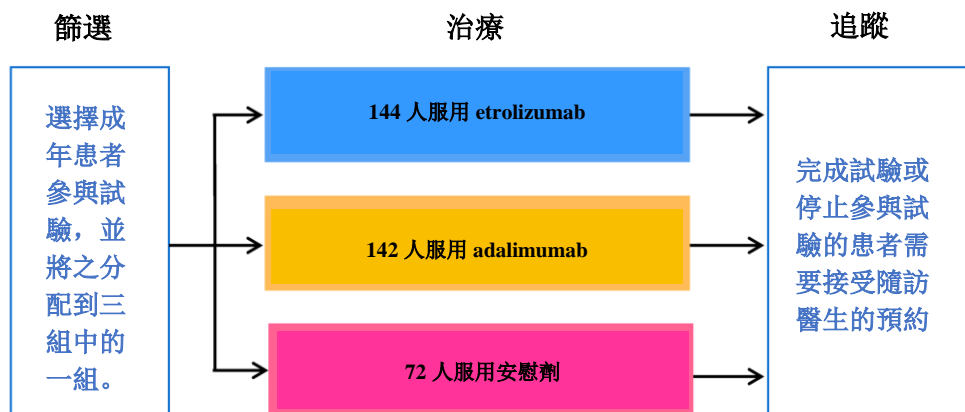 篩選
治療
追蹤
選擇成
年患者
參與試
驗，並
將之分
配到三
組中的
一組。
144 人服用 etrolizumab
142 人服用 adalimumab
72 人服用安慰劑
完成試驗或
停止參與試
驗的患者需
要接受隨訪
醫生的預約